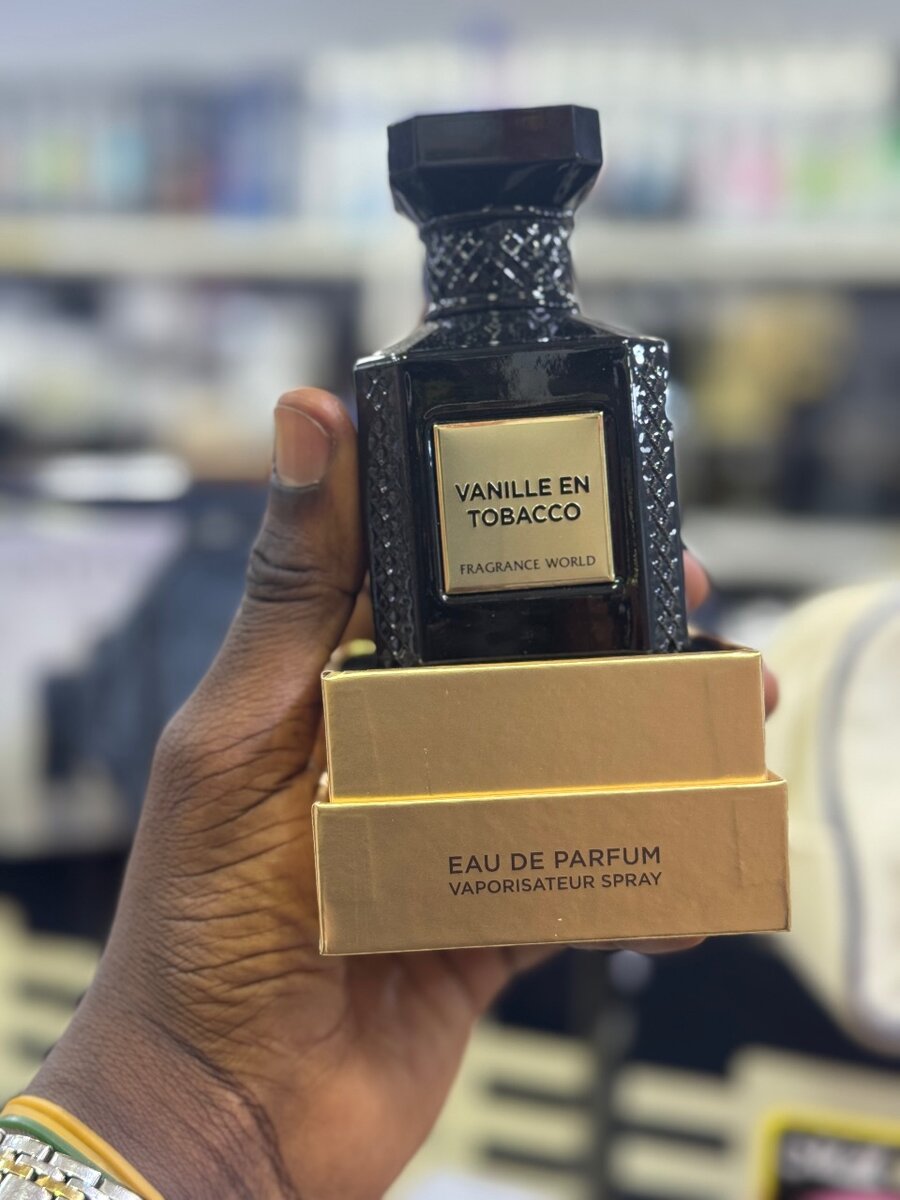 VANILLE EN
TOBACCO
FRAGRANCE WORLD
EAU DE PARFUM
VAPORISATEUR SPRAY